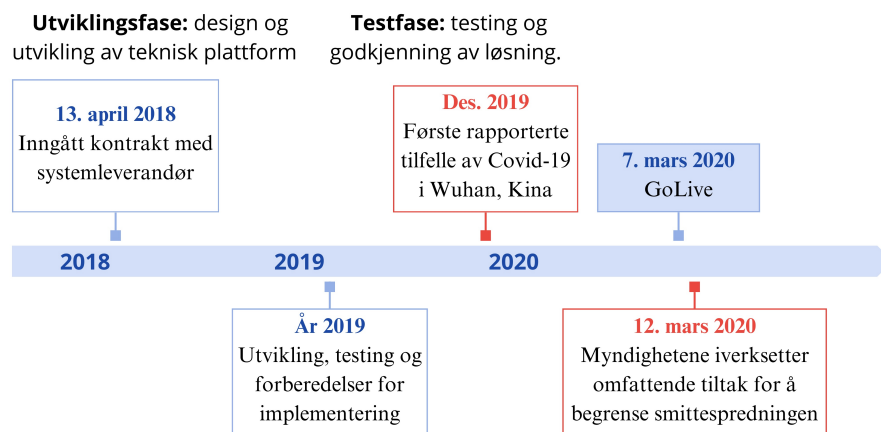 Utviklingsfase: design og
utvikling av teknisk plattform
Testfase: testing og
godkjenning av løsning.
13. april 2018
Inngått kontrakt med
systemleverandør
Des. 2019
Første rapporterte
tilfelle av Covid-19
i Wuhan, Kina
7. mars 2020
GoLive
2018
2019
2020
År 2019
Utvikling, testing og
forberedelser for
implementering
12. mars 2020
Myndighetene iverksetter
omfattende tiltak for å
begrense smittespredningen